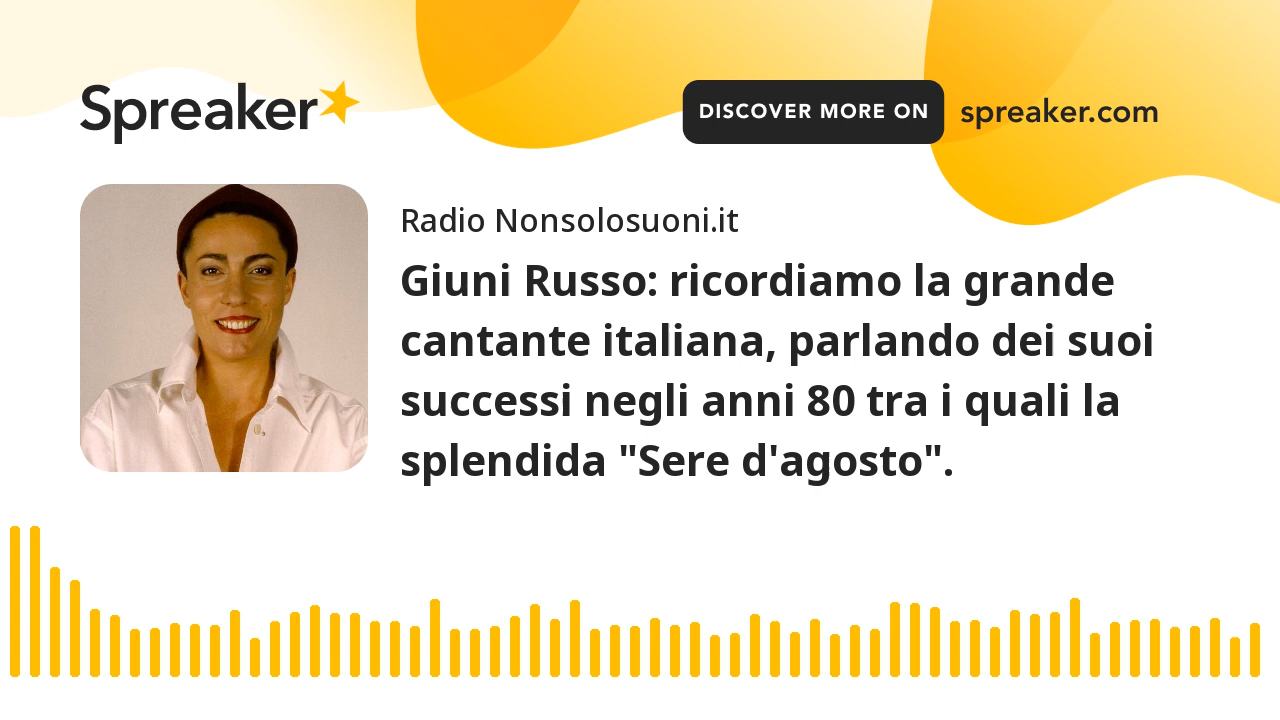 Spreaker
DISCOVER MORE ON spreaker.com
Radio Nonsolosuoni.it
Giuni Russo: ricordiamo la grande
cantante italiana, parlando dei suoi
successi negli anni 80 tra i quali la
splendida "Sere d'agosto".